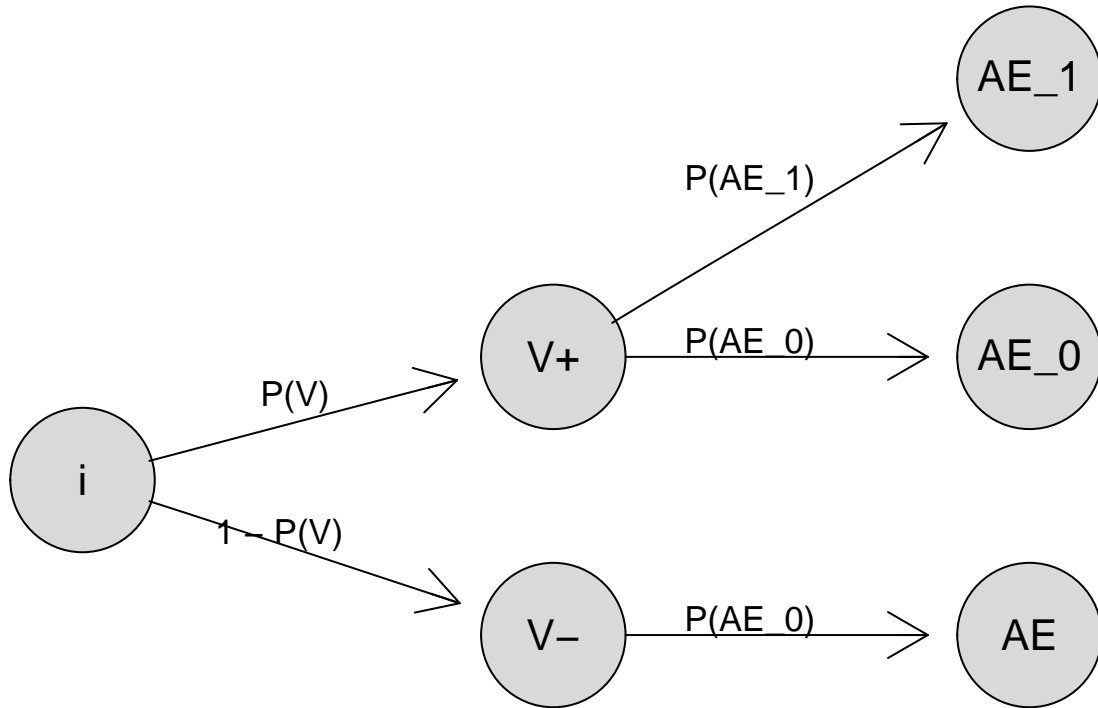 AE_1
P(AE_1)
V+
P(AE_0)
AE_0
P(V)
i
1 − P(V)
V−
P(AE_0)
AE